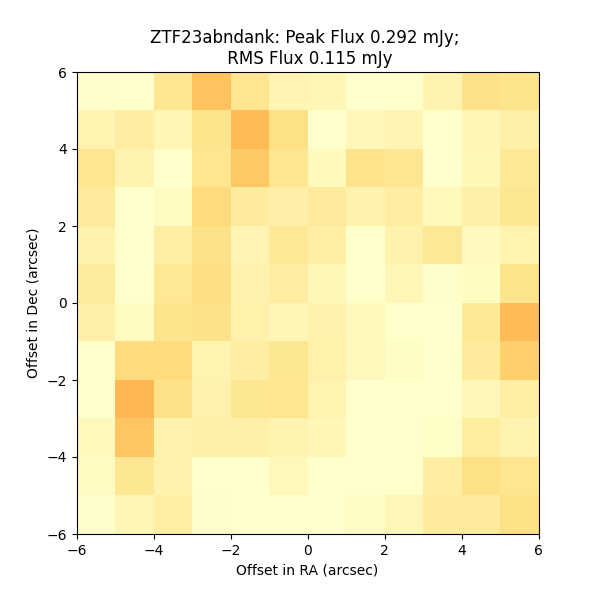 ZTF23abndank: Peak Flux 0.292 mJy;
RMS Flux 0.115 mJy
6
4
2
0
−2
−4
−6
Offset in Dec (arcsec)
−6 −4 −2 0 2 4 6
Offset in RA (arcsec)